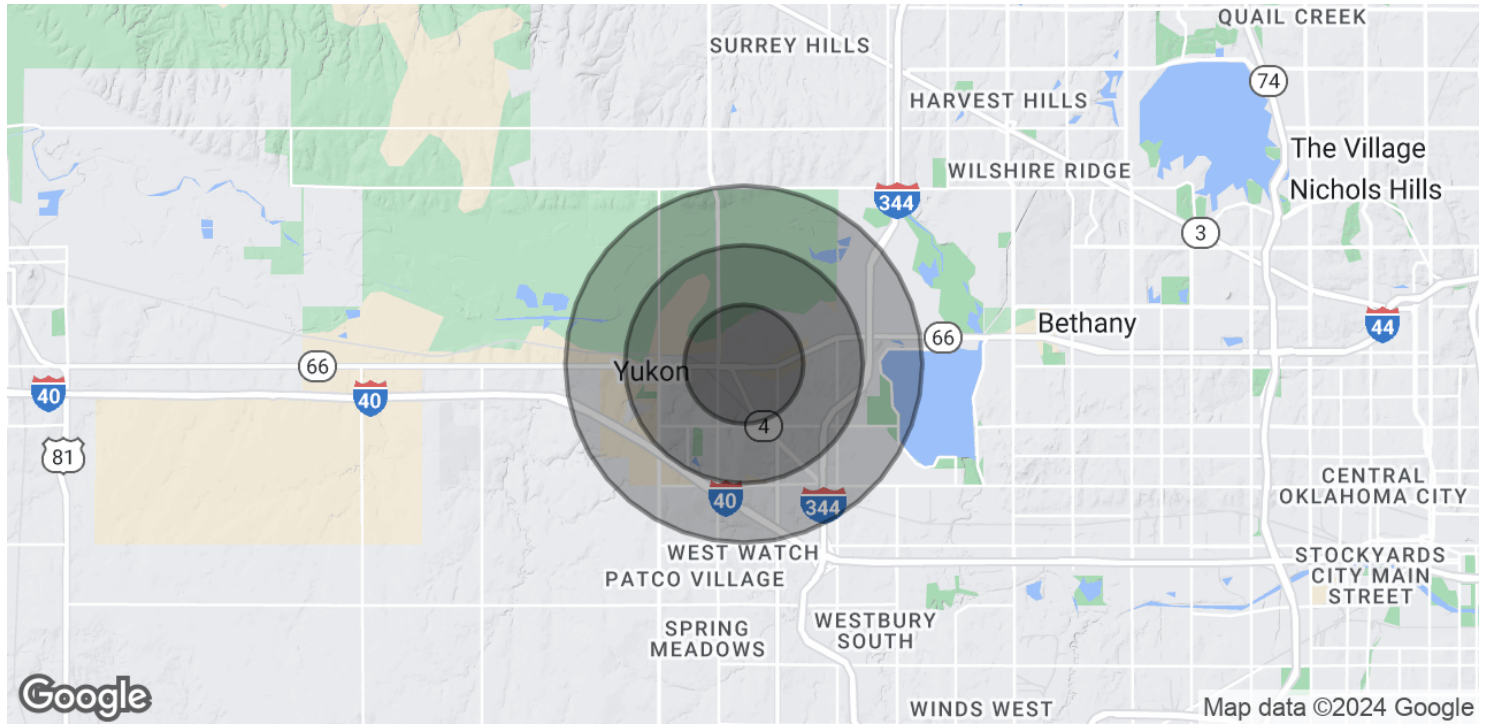 QUAIL CREEK
SURREY HILLS
74
HARVEST HILLS
The Village
WILSHIRE RIDGE
Nichols Hills
344
3
Bethany
44
66
66
Yukon
40
40
4
81
CENTRAL
OKLAHOMA CITY
40
344
WEST WATCH
PATCO VILLAGE
STOCKYARDS
CITY MAIN
STREET
WESTBURY
SOUTH
SPRING
MEADOWS
Google
WINDS WEST
Map data ©2024 Google